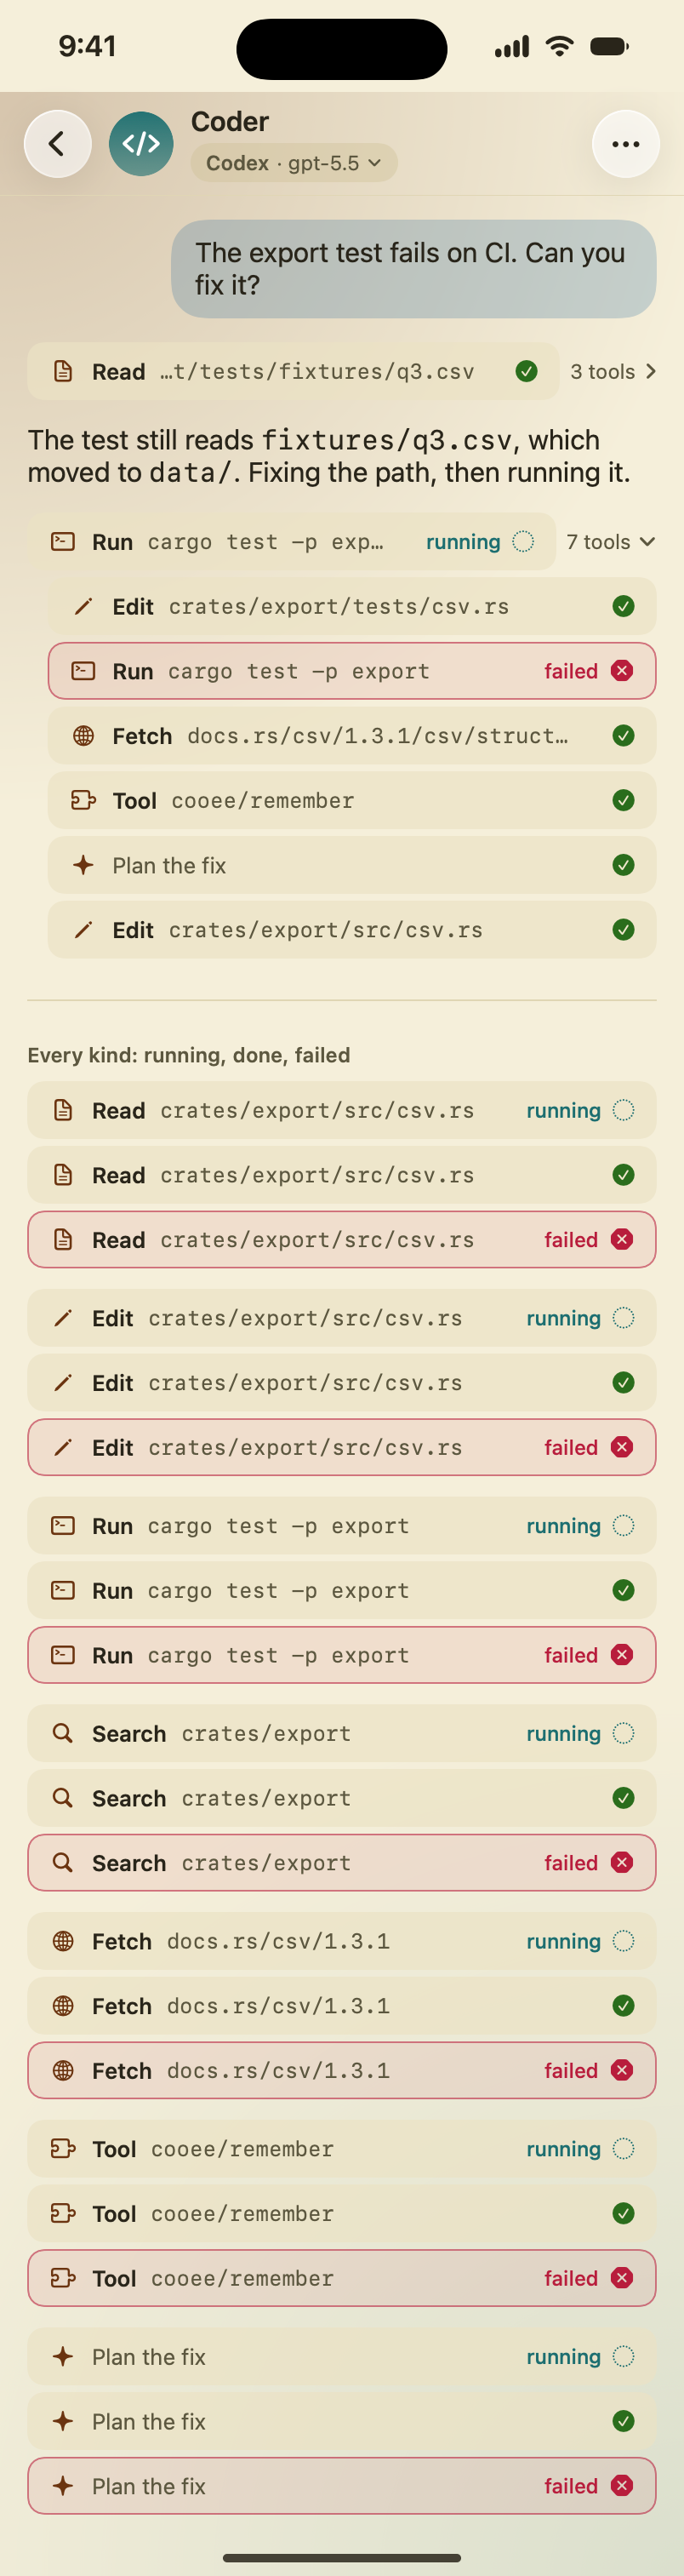 9:41
Coder
Codex · gpt-5.5
The export test fails on CI. Can you
fix it?
Read …t/tests/fixtures/q3.csv 3 tools
The test still reads fixtures/q3.csv, which
moved to data/. Fixing the path, then running it.
Run cargo test -p exp… running 7 tools
Edit crates/export/tests/csv.rs
Run cargo test -p export failed
Fetch docs.rs/csv/1.3.1/csv/struct…
Tool cooee/remember
Plan the fix
Edit crates/export/src/csv.rs
Every kind: running, done, failed
Read crates/export/src/csv.rs running
Read crates/export/src/csv.rs
Read crates/export/src/csv.rs failed
Edit crates/export/src/csv.rs running
Edit crates/export/src/csv.rs
Edit crates/export/src/csv.rs failed
Run cargo test -p export running
Run cargo test -p export
Run cargo test -p export failed
Search crates/export running
Search crates/export
Search crates/export failed
Fetch docs.rs/csv/1.3.1 running
Fetch docs.rs/csv/1.3.1
Fetch docs.rs/csv/1.3.1 failed
Tool cooee/remember running
Tool cooee/remember
Tool cooee/remember failed
Plan the fix running
Plan the fix
Plan the fix failed